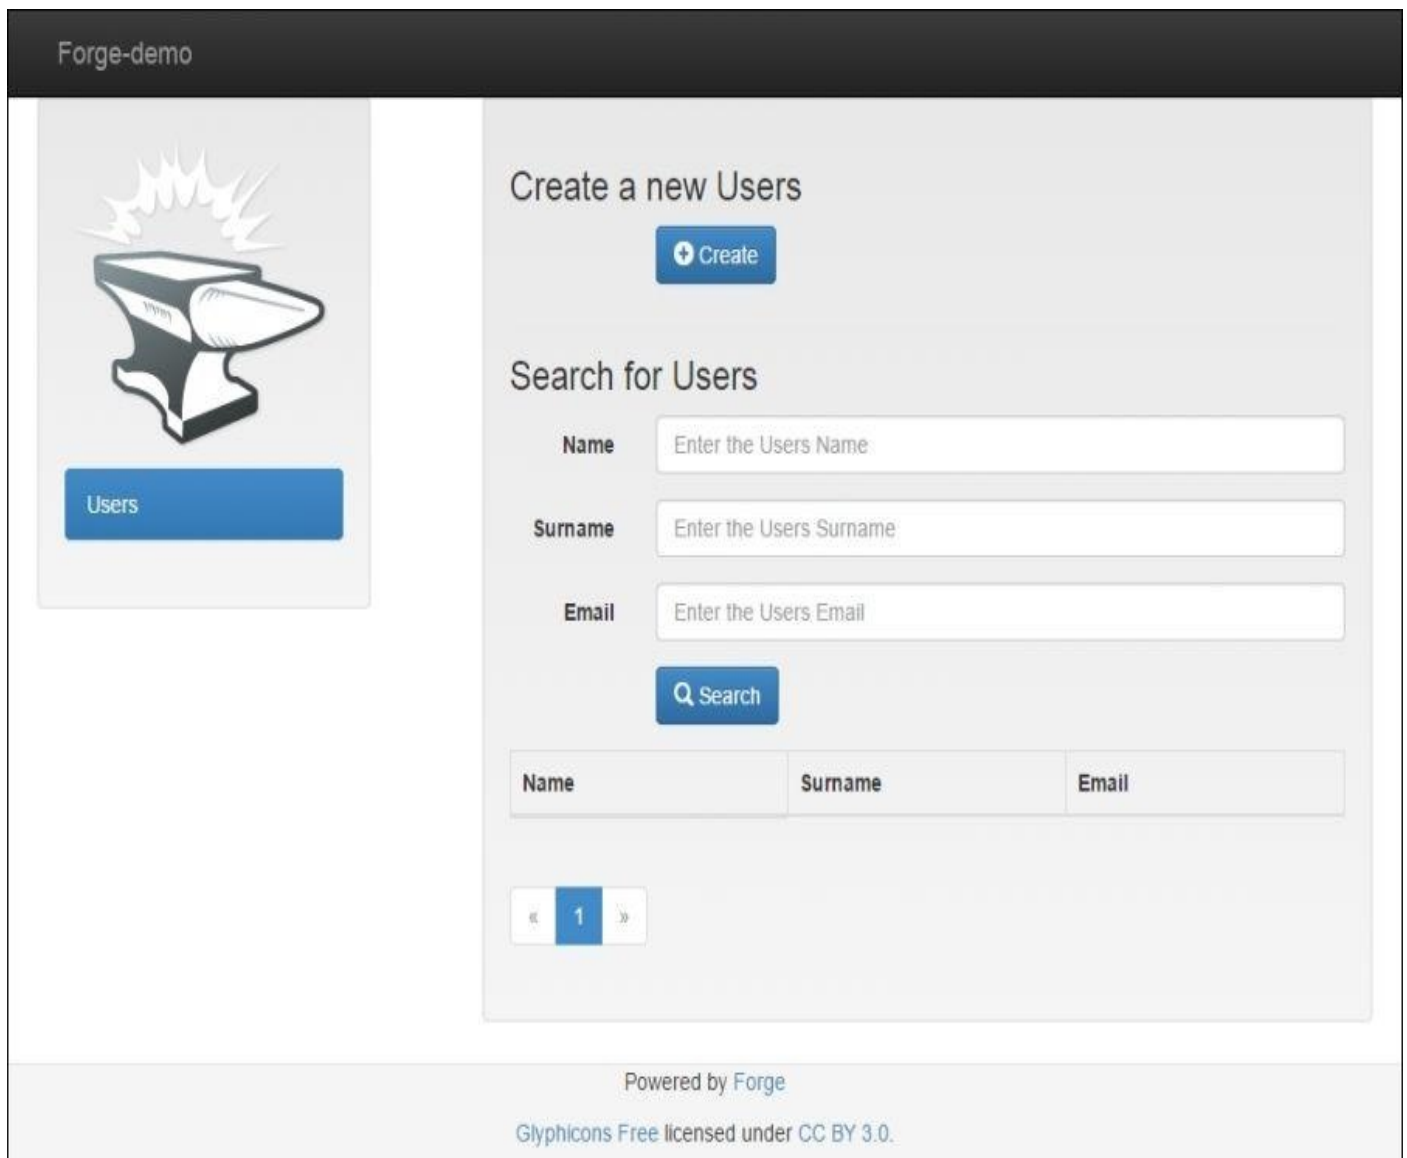 Forge-demo
Users
Create a new Users
Create
Search for Users
Name Enter the Users Name
Surname Enter the Users Surname
Email Enter the Users Email
Search
Name Surname Email
« 1 »
Powered by Forge
Glyphicons Free licensed under CC BY 3.0.